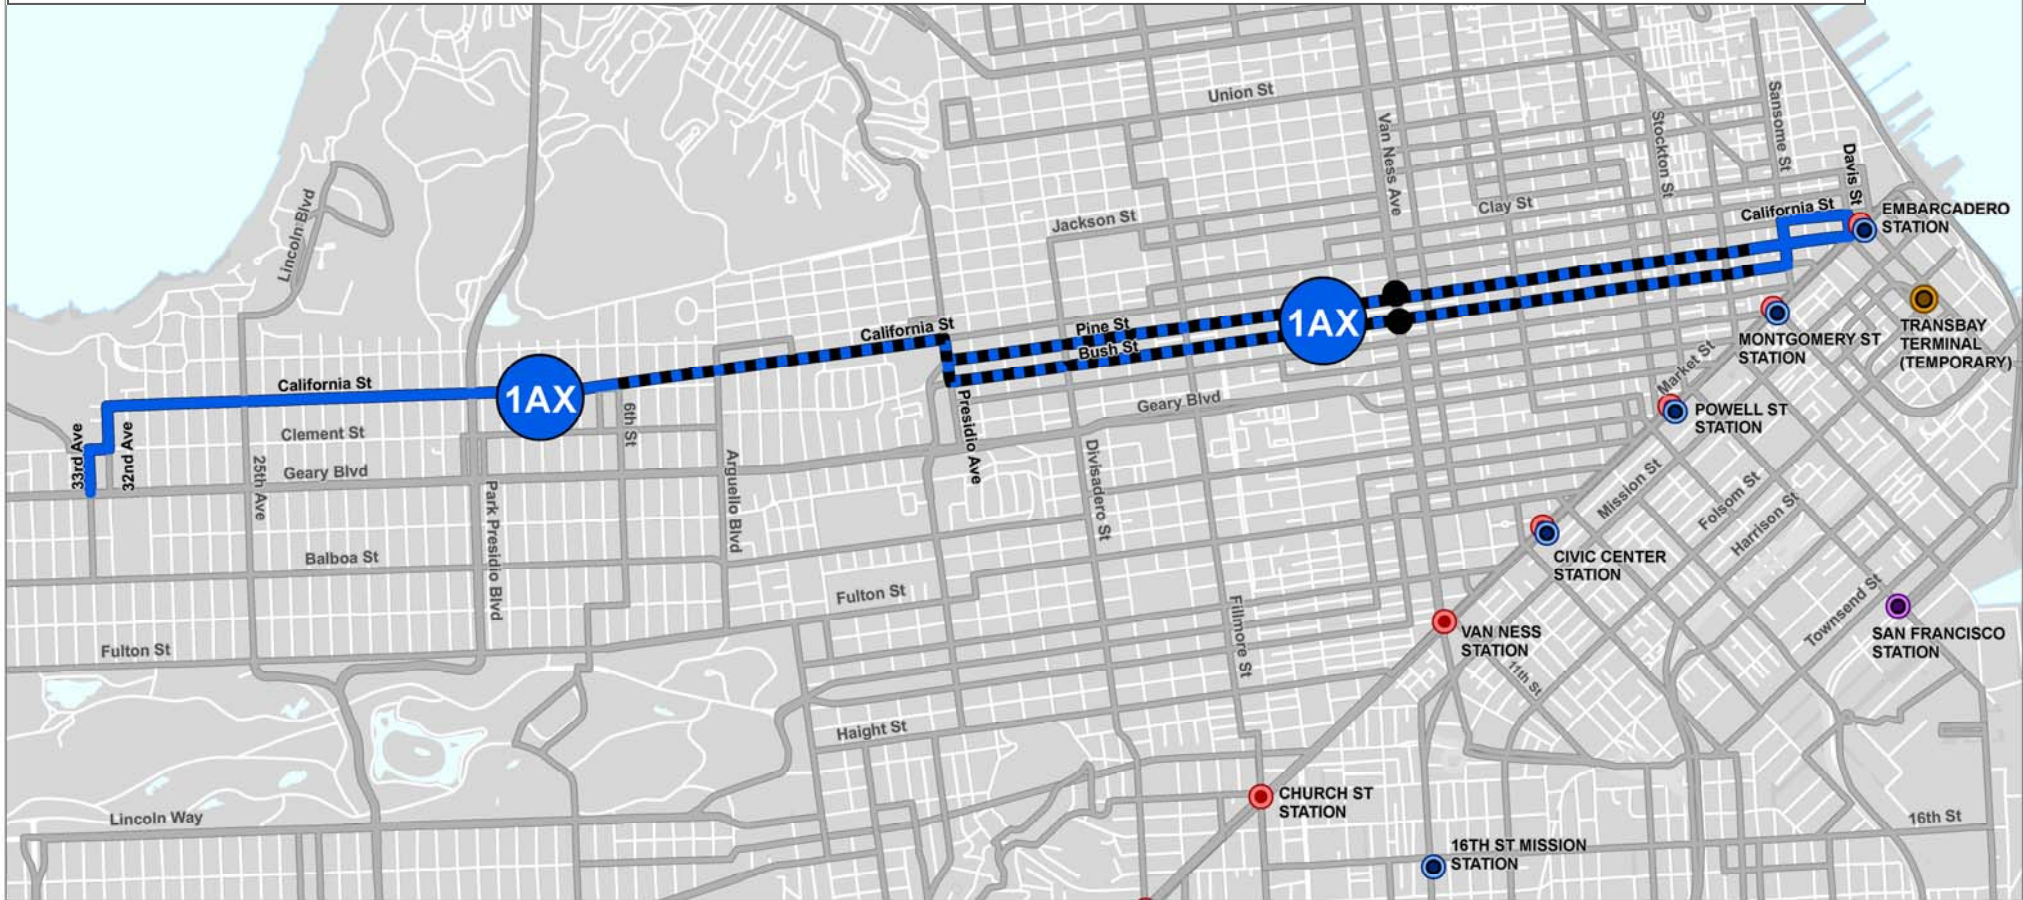 Union St
Sansome St
Stockton St
Van Ness Ave
Davis St
Lincoln Blvd
Clay St
California St
EMBARCADERO
STATION
Jackson St
1AX
California St
Pine St
Bush St
MONTGOMERY ST
STATION
TRANSBAY
TERMINAL
(TEMPORARY)
Market St
California St
1AX
Presidio Ave
Geary Blvd
POWELL ST
STATION
33rd Ave
32nd Ave
Clement St
Geary Blvd
25th Ave
6th St
Arguello Blvd
Divisadero St
Mission St
Folsom St
Harrison St
Park Presidio Blvd
Balboa St
CIVIC CENTER
STATION
Fulton St
Fillmore St
Townsend St
Fulton St
VAN NESS
STATION
SAN FRANCISCO
STATION
11th St
Haight St
CHURCH ST
STATION
Lincoln Way
16th St
16TH ST MISSION
STATION